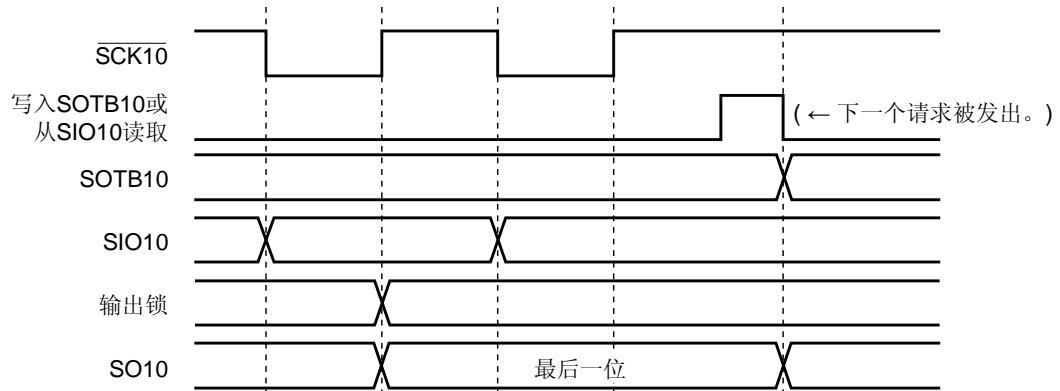 SCK10
写入SOTB10或
从SIO10读取
(←下一个请求被发出。)
SOTB10
SIO10
输出锁
SO10
最后一位